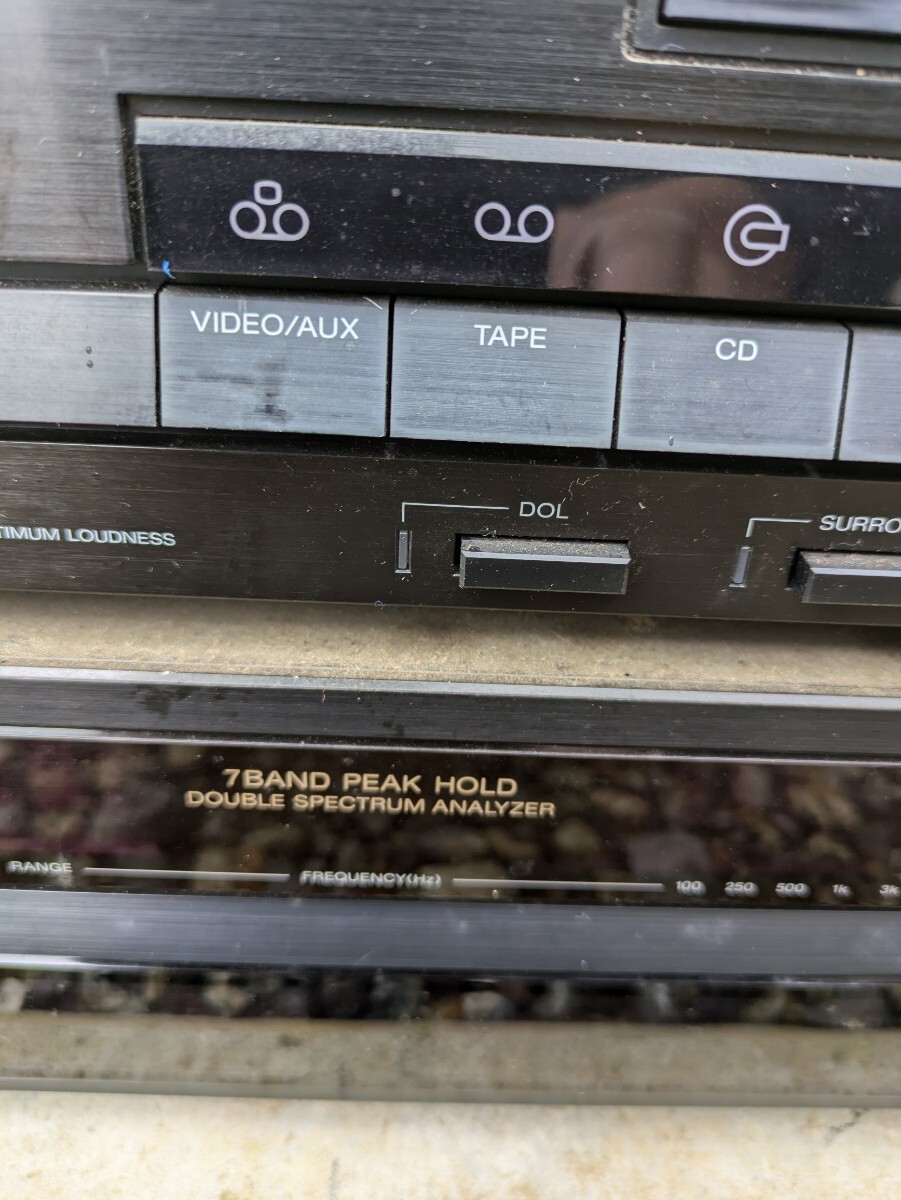 VIDEO/AUX
TAPE
CD
TIMUM LOUDNESS
DOL
SURRO
7BAND PEAK HOLD
DOUBLE SPECTRUM ANALYZER
RANGE
FREQUENCY(Hz)
100 250 500 1k 3k